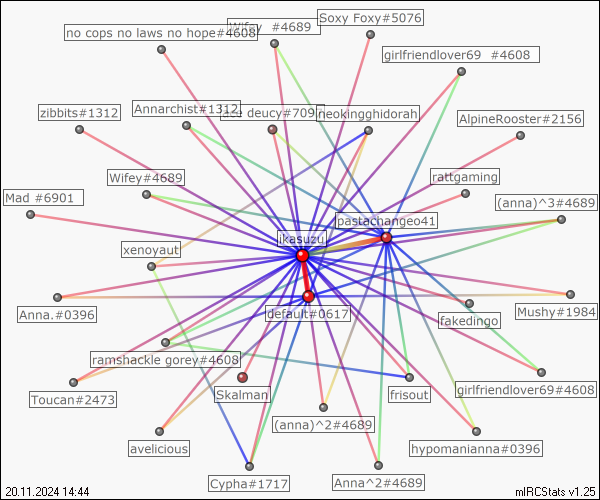 Soxy Foxy#5076
Wifey  #4689
no cops no laws no hope#4608
girlfriendlover69  #4608
zibbits#1312
Annarchist#1312
deucy#709
neokingghidorah
AlpineRooster#2156
Wifey#4689
rattgaming
Mad #6901
(anna)^3#4689
pastachangeo41
ikasuzu
xenoyaut
Anna.#0396
default#0617
fakedingo
Mushy#1984
ramshackle gorey#4608
Toucan#2473
Skalman
frisout
girlfriendlover69#4608
(anna)^2#4689
avelicious
hypomanianna#0396
Cypha#1717
Anna^2#4689
20.11.2024 14:44
mIRCStats v1.25